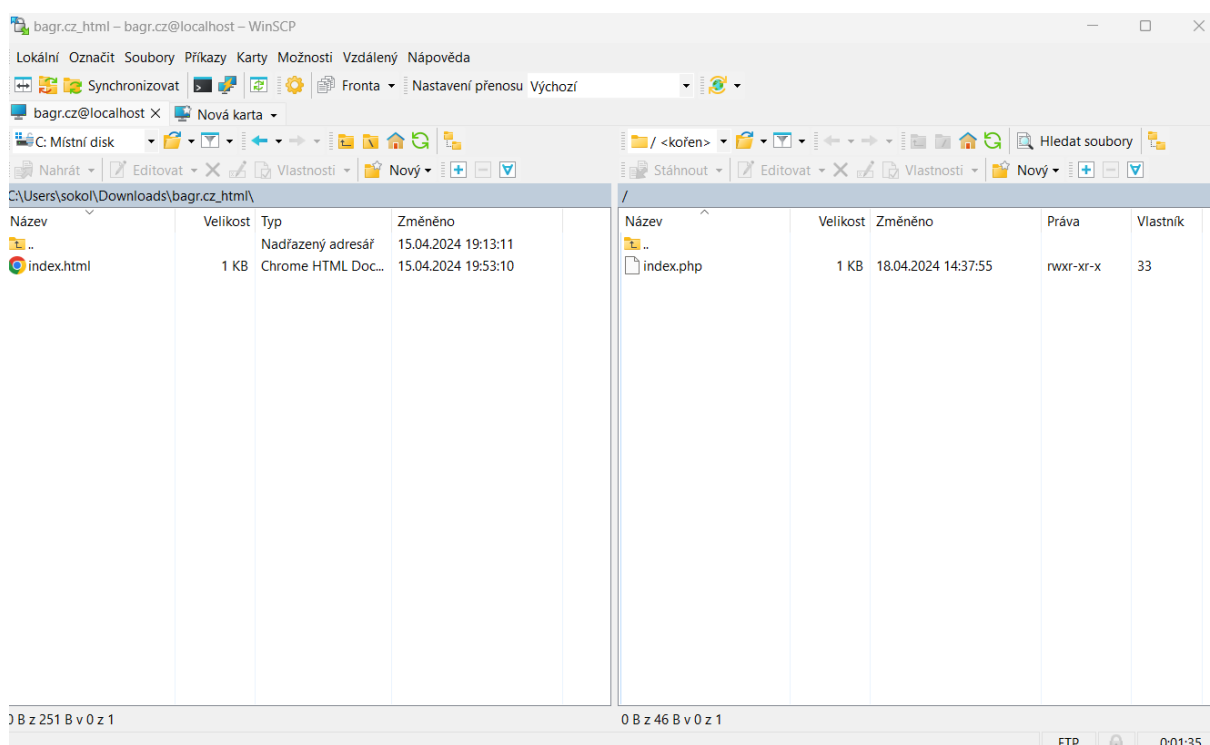 bagr.cz_html – bagr.cz@localhost – WinSCP
Lokální Označit Soubory Příkazy Karty Možnosti Vzdálený Nápověda
Synchronizovat Fronta Nastavení přenosu Výchozí
bagr.cz@localhost Nová karta
C: Místní disk / <kořen> Hledat soubory
Nahrát Editovat Vlastnosti Nový Stáhnout Editovat Vlastnosti Nový
C:\Users\sokol\Downloads\bagr.cz_html\ /
Název Velikost Typ Změněno Název Velikost Změněno Práva Vlastník
.. Nadřazený adresář 15.04.2024 19:13:11 ..
index.html 1 KB Chrome HTML Doc... 15.04.2024 19:53:10 index.php 1 KB 18.04.2024 14:37:55 rwxr-xr-x 33
0 B z 251 B v 0 z 1 0 B z 46 B v 0 z 1
FTP 0:01:35